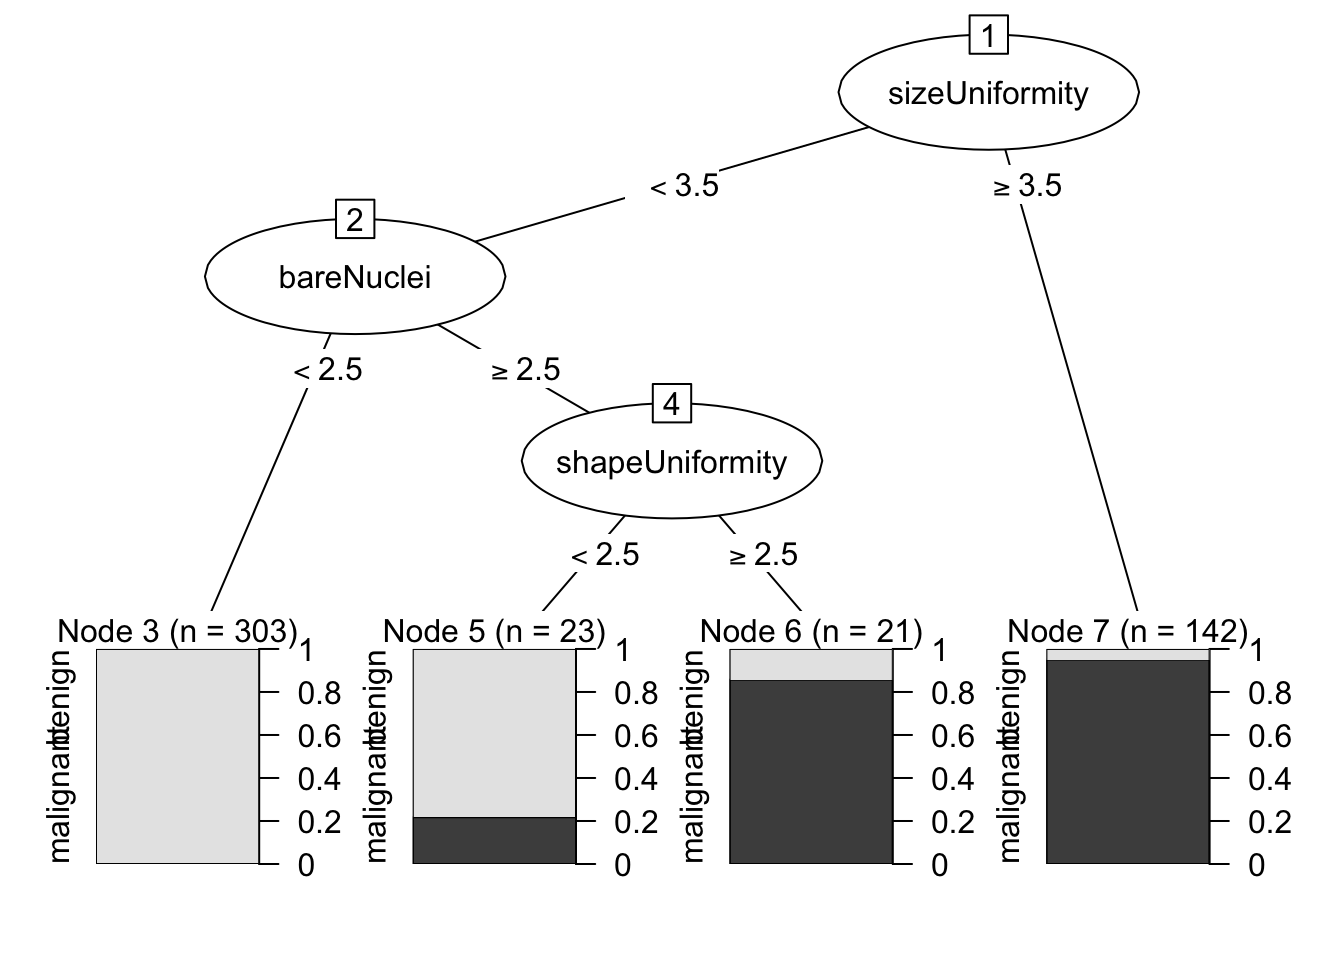 1
sizeUniformity
< 3.5
≥ 3.5
2
bareNuclei
< 2.5
≥ 2.5
4
shapeUniformity
< 2.5
≥ 2.5
Node 3 (n = 303)
benign
malignant
1
0.8
0.6
0.4
0.2
0
Node 5 (n = 23)
benign
malignant
1
0.8
0.6
0.4
0.2
0
Node 6 (n = 21)
benign
malignant
1
0.8
0.6
0.4
0.2
0
Node 7 (n = 142)
benign
malignant
1
0.8
0.6
0.4
0.2
0